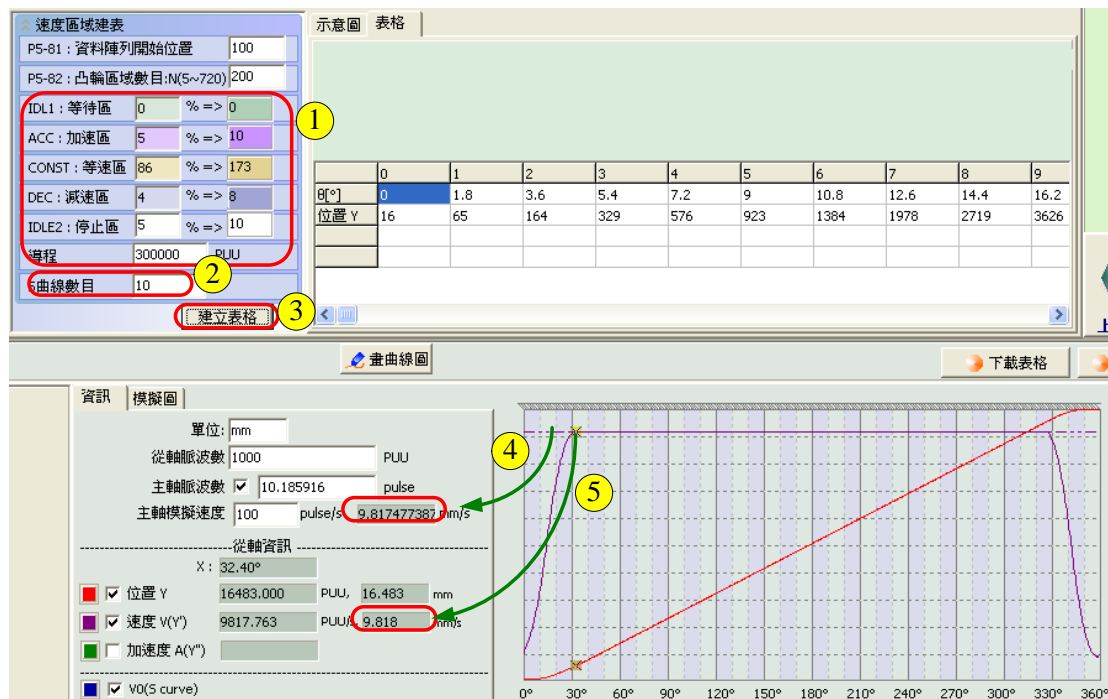 速度區域建表
P5-81：資料陣列開始位置 100
P5-82：凸輪區域數目:N(5~720) 200
IDL1：等待區 0 % => 0
ACC：加速區 5 % => 10
CONST：等速區 86 % => 173
DEC：減速區 4 % => 8
IDLE2：停止區 5 % => 10
導程 300000 PUU
S曲線數目 10
建立表格
1
2
3
示意圖 表格
0 1 2 3 4 5 6 7 8 9
θ[°] 0 1.8 3.6 5.4 7.2 9 10.8 12.6 14.4 16.2
位置 Y 16 65 164 329 576 923 1384 1978 2719 3626
上
畫曲線圖
下載表格
資訊 模擬圖
單位: mm
從軸脈波數 1000 PUU
主軸脈波數 10.185916 pulse
主軸模擬速度 100 pulse/s 9.817477387 mm/s
從軸資訊
X： 32.40°
位置 Y 16483.000 PUU, 16.483 mm
速度 V(Y') 9817.763 PUU/s, 9.818 mm/s
加速度 A(Y")
V0(S curve)
4
5
0° 30° 60° 90° 120° 150° 180° 210° 240° 270° 300° 330° 360